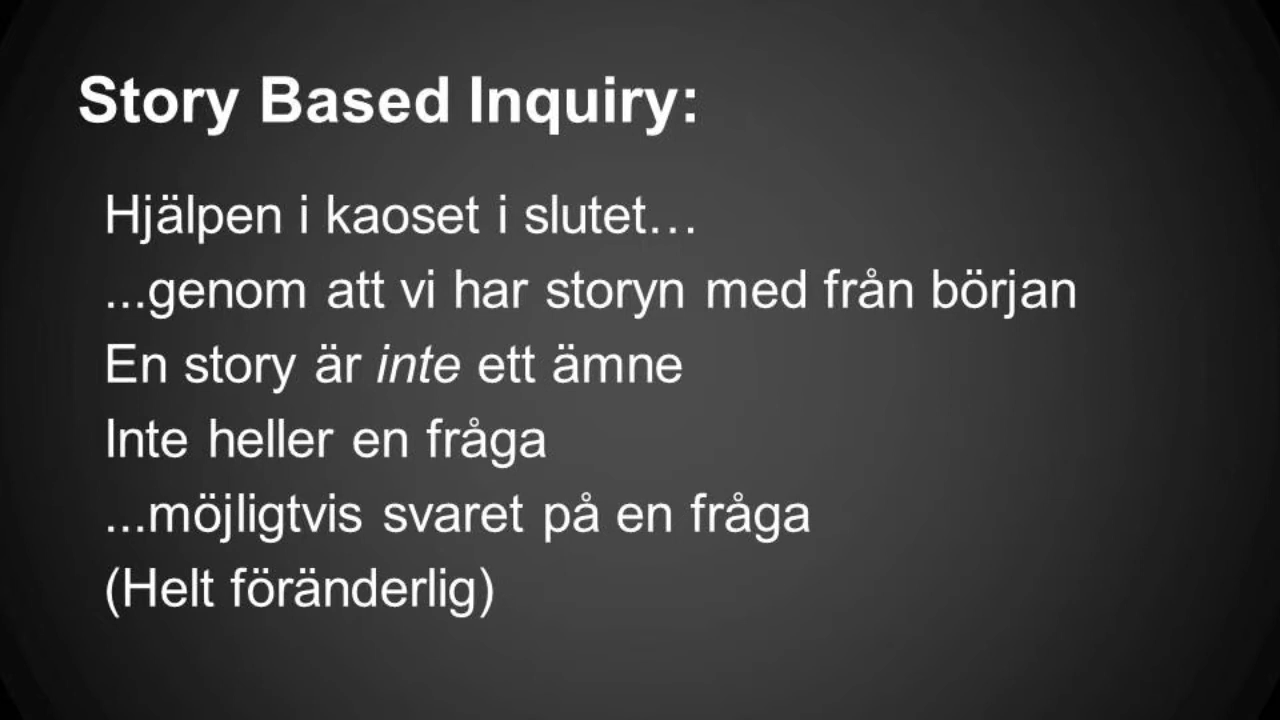 Story Based Inquiry:
Hjälpen i kaoset i slutet…
...genom att vi har storyn med från början
En story är inte ett ämne
Inte heller en fråga
...möjligtvis svaret på en fråga
(Helt föränderlig)